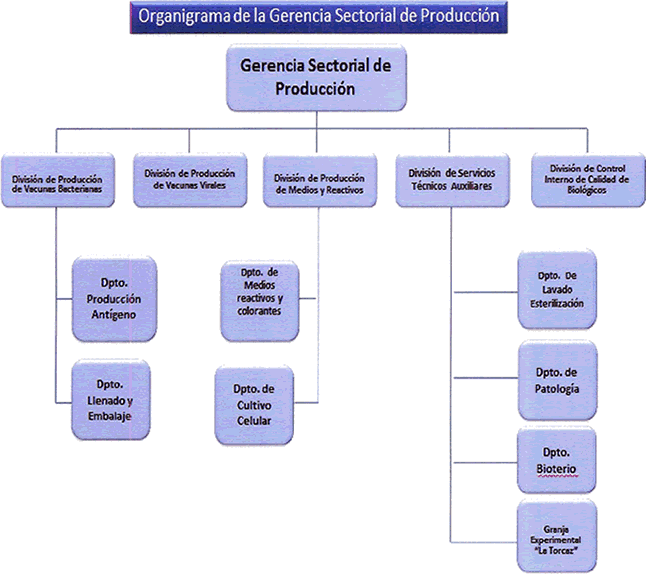 Organigrama de la Gerencia Sectorial de Producción
Gerencia Sectorial de
Producción
División de Producción
de Vacunas Bacterianas
División de Producción
de Vacunas Virales
División de Producción
de Medios y Reactivos
División de Servicios
Técnicos Auxiliares
División de Control
Interno de Calidad de
Biológicos
Dpto.
Producción
Antígeno
Dpto. de
Medios
reactivos y
colorantes
Dpto. De
Lavado
Esterilización
Dpto.
Llenado y
Embalaje
Dpto. de
Cultivo
Celular
Dpto. de
Patología
Dpto.
Bioterio
Granja
Experimental
"La Torcaz"